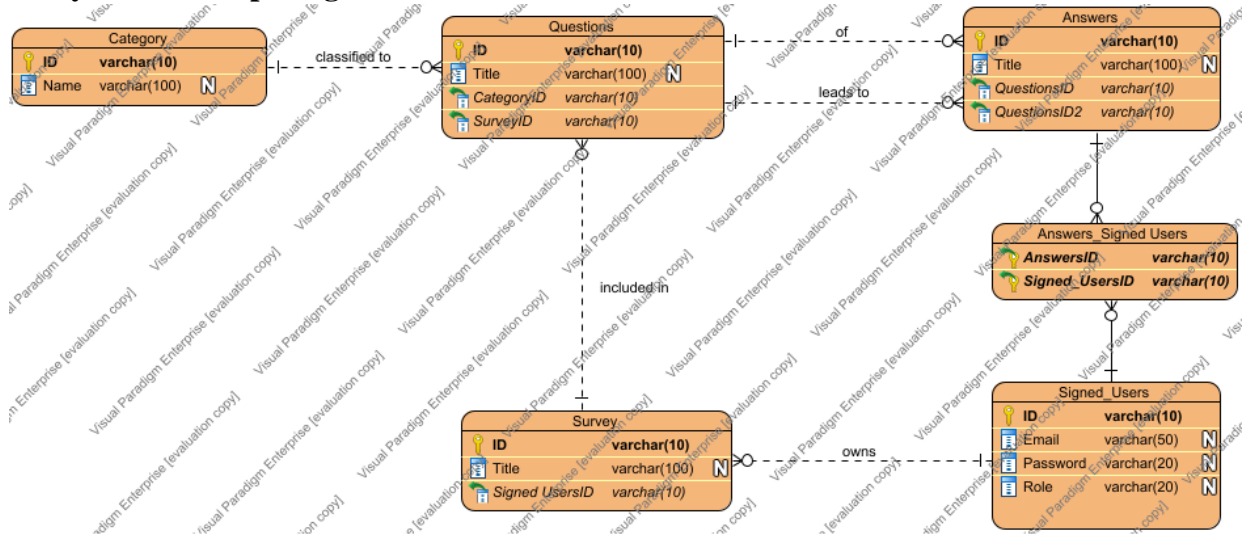 Category
ID varchar(10)
Name varchar(100) N
classified to
Questions
ID varchar(10)
Title varchar(100) N
CategoryID varchar(10)
SurveyID varchar(10)
of
leads to
Answers
ID varchar(10)
Title varchar(100) N
QuestionsID varchar(10)
QuestionsID2 varchar(10)
Answers_Signed Users
AnswersID varchar(10)
Signed_UsersID varchar(10)
included in
Survey
ID varchar(10)
Title varchar(100) N
Signed UsersID varchar(10)
owns
Signed_Users
ID varchar(10)
Email varchar(50) N
Password varchar(20) N
Role varchar(20) N
Visual Paradigm Enterprise [evaluation copy]